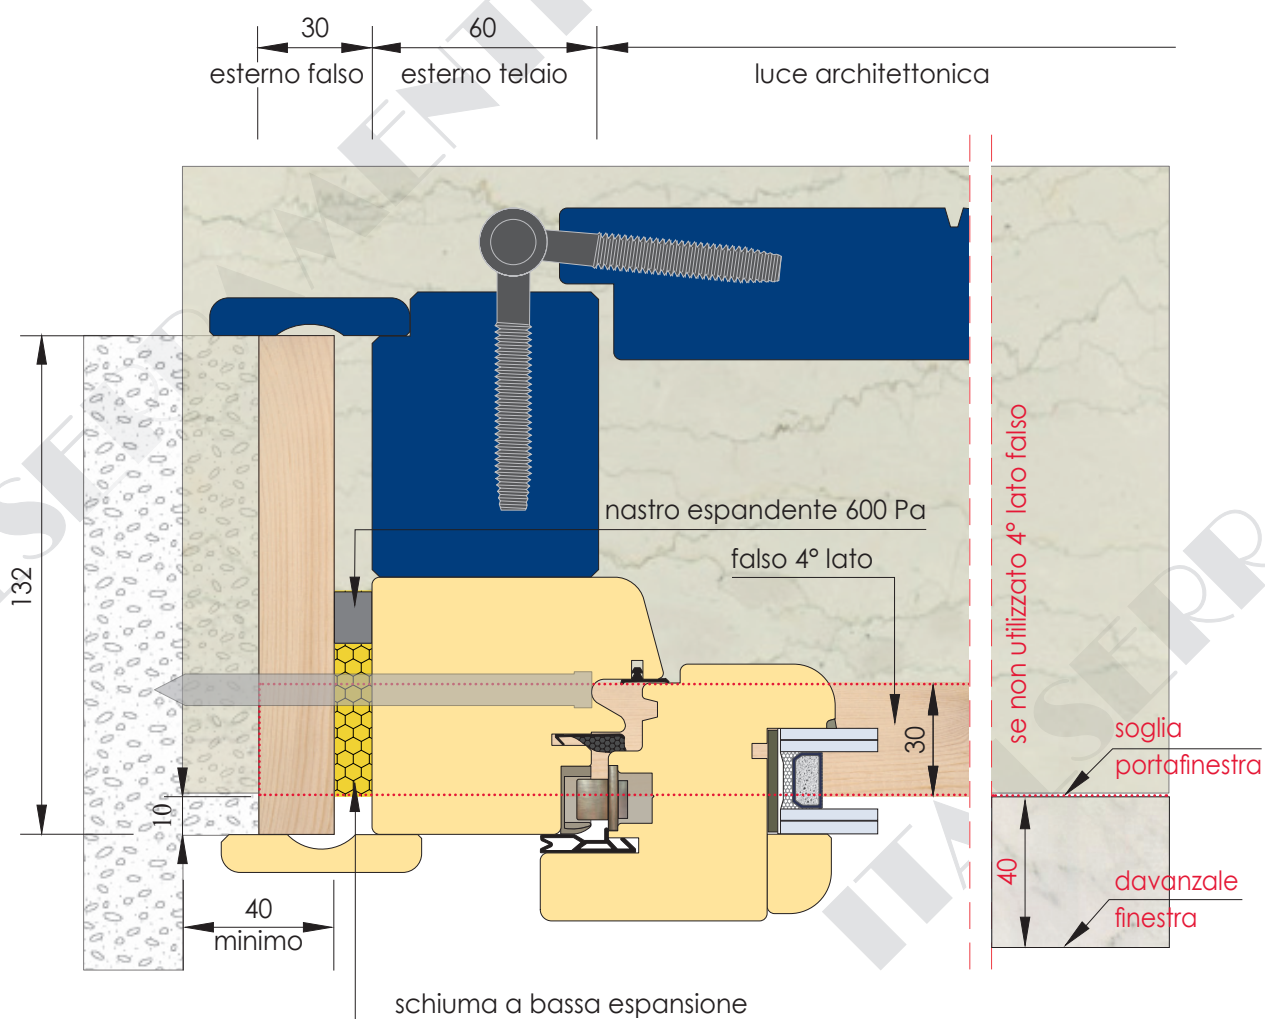 30
60
esterno falso
esterno telaio
luce architettonica
nastro espandente 600 Pa
falso 4° lato
se non utilizzato 4° lato falso
132
30
soglia
portafinestra
10
40
davanzale
finestra
40
minimo
schiuma a bassa espansione